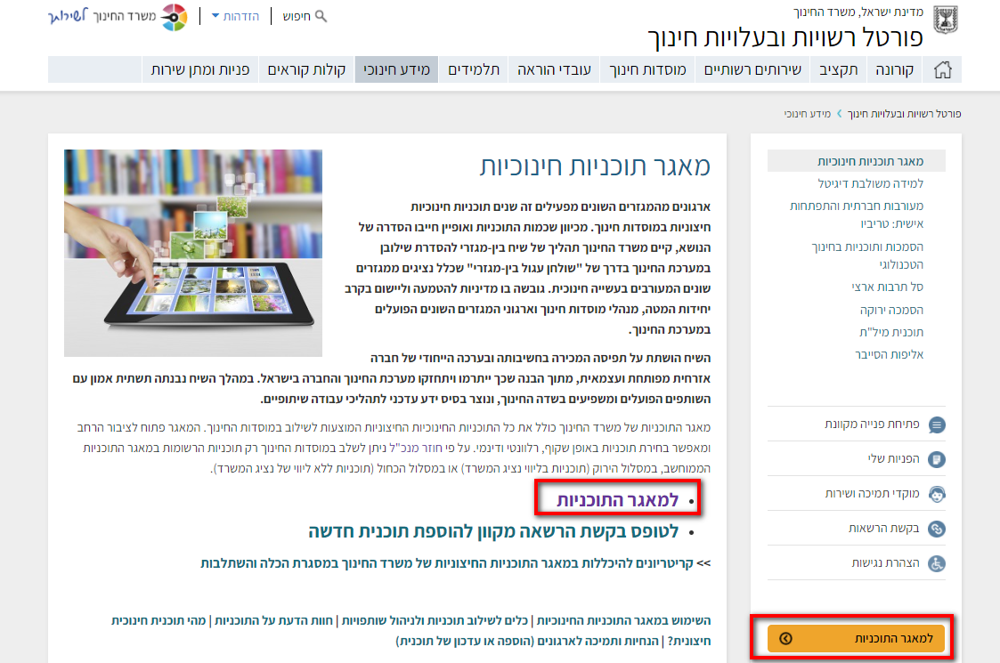 מדינת ישראל, משרד החינוך
פורטל רשויות ובעלויות חינוך
חיפוש
הזדהות
משרד החינוך לשירותך
קורונה
תקציב
שירותים רשותיים
מוסדות חינוך
עובדי הוראה
תלמידים
מידע חינוכי
קולות קוראים
פניות ומתן שירות
פורטל רשויות ובעלויות חינוך › מידע חינוכי
מאגר תוכניות חינוכיות
למידה משולבת דיגיטל
מעורבות חברתית והתפתחות
אישית: טריביו
הסמכות ותוכניות בחינוך
הטכנולוגי
סל תרבות ארצי
הסמכה ירוקה
תוכנית מיל"ת
אליפות הסייבר
פתיחת פנייה מקוונת
הפניות שלי
מוקדי תמיכה ושירות
בקשת הרשאות
הצהרת נגישות
למאגר התוכניות
מאגר תוכניות חינוכיות
ארגונים מהמגזרים השונים מפעילים זה שנים תוכניות חינוכיות
חיצוניות במוסדות חינוך. מכיוון שכמות התוכניות ואופיין חייבו הסדרה של
הנושא, קיים משרד החינוך תהליך של שיח בין-מגזרי להסדרת שילובן
במערכת החינוך בדרך של "שולחן עגול בין-מגזרי" שכלל נציגים ממגזרים
שונים המעורבים בעשייה חינוכית. גובשה בו מדיניות להטמעה וליישום בקרב
יחידות המטה, מנהלי מוסדות חינוך וארגוני המגזרים השונים הפועלים
במערכת החינוך.
השיח הושתת על תפיסה המכירה בחשיבותה ובערכה הייחודי של חברה
אזרחית מפותחת ועצמאית, מתוך הבנה שכך ייתרמו ויתחזקו מערכת החינוך והחברה בישראל. במהלך השיח נבנתה תשתית אמון עם
השותפים הפועלים ומשפיעים בשדה החינוך, ונוצר בסיס ידע עדכני לתהליכי עבודה שיתופיים.
מאגר התוכניות של משרד החינוך כולל את כל התוכניות החינוכיות החיצוניות המוצעות לשילוב במוסדות החינוך. המאגר פתוח לציבור הרחב
ומאפשר בחירת תוכניות באופן שקוף, רלוונטי ודינמי. על פי חוזר מנכ"ל ניתן לשלב במוסדות החינוך רק תוכניות הרשומות במאגר התוכניות
הממוחשב, במסלול הירוק (תוכניות בליווי נציג המשרד) או במסלול הכחול (תוכניות ללא ליווי של נציג המשרד).
• למאגר התוכניות
• לטופס בקשת הרשאה מקוון להוספת תוכנית חדשה
>> קריטריונים להיכללות במאגר התוכניות החיצוניות של משרד החינוך במסגרת הכלה והשתלבות
השימוש במאגר התוכניות החינוכיות | כלים לשילוב תוכניות ולניהול שותפויות | חוות הדעת על התוכניות | מהי תוכנית חינוכית
חיצונית? | הנחיות ותמיכה לארגונים (הוספה או עדכון של תוכנית)